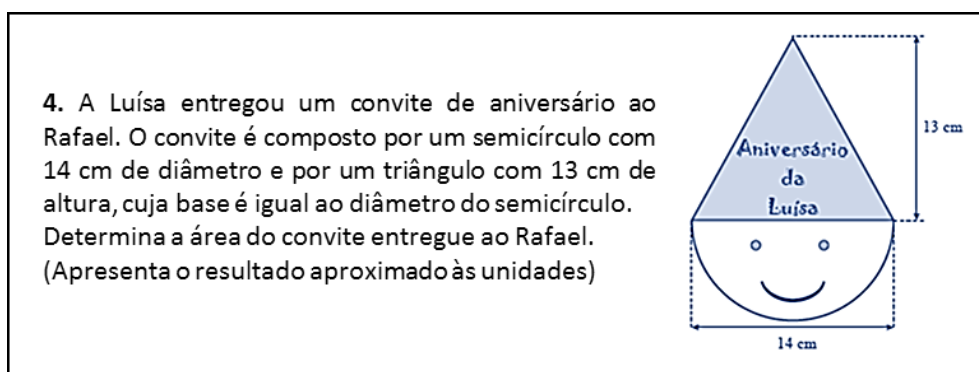 4. A Luísa entregou um convite de aniversário ao
Rafael. O convite é composto por um semicírculo com
14 cm de diâmetro e por um triângulo com 13 cm de
altura, cuja base é igual ao diâmetro do semicírculo.
Determina a área do convite entregue ao Rafael.
(Apresenta o resultado aproximado às unidades)
13 cm
Aniversário
da
Luísa
14 cm